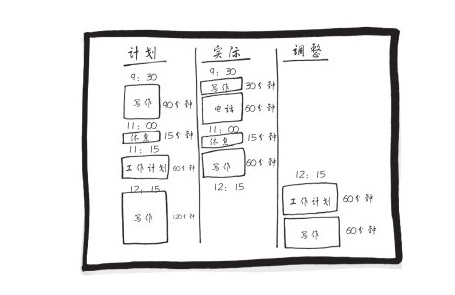 计划
9:30
写作
90分钟
11:00
休息
15分钟
11:15
工作计划
60分钟
12:15
写作
120分钟
实际
9:30
写作
30分钟
电话
60分钟
11:00
休息
15分钟
写作
60分钟
12:15
调整
12:15
工作计划
60分钟
写作
60分钟